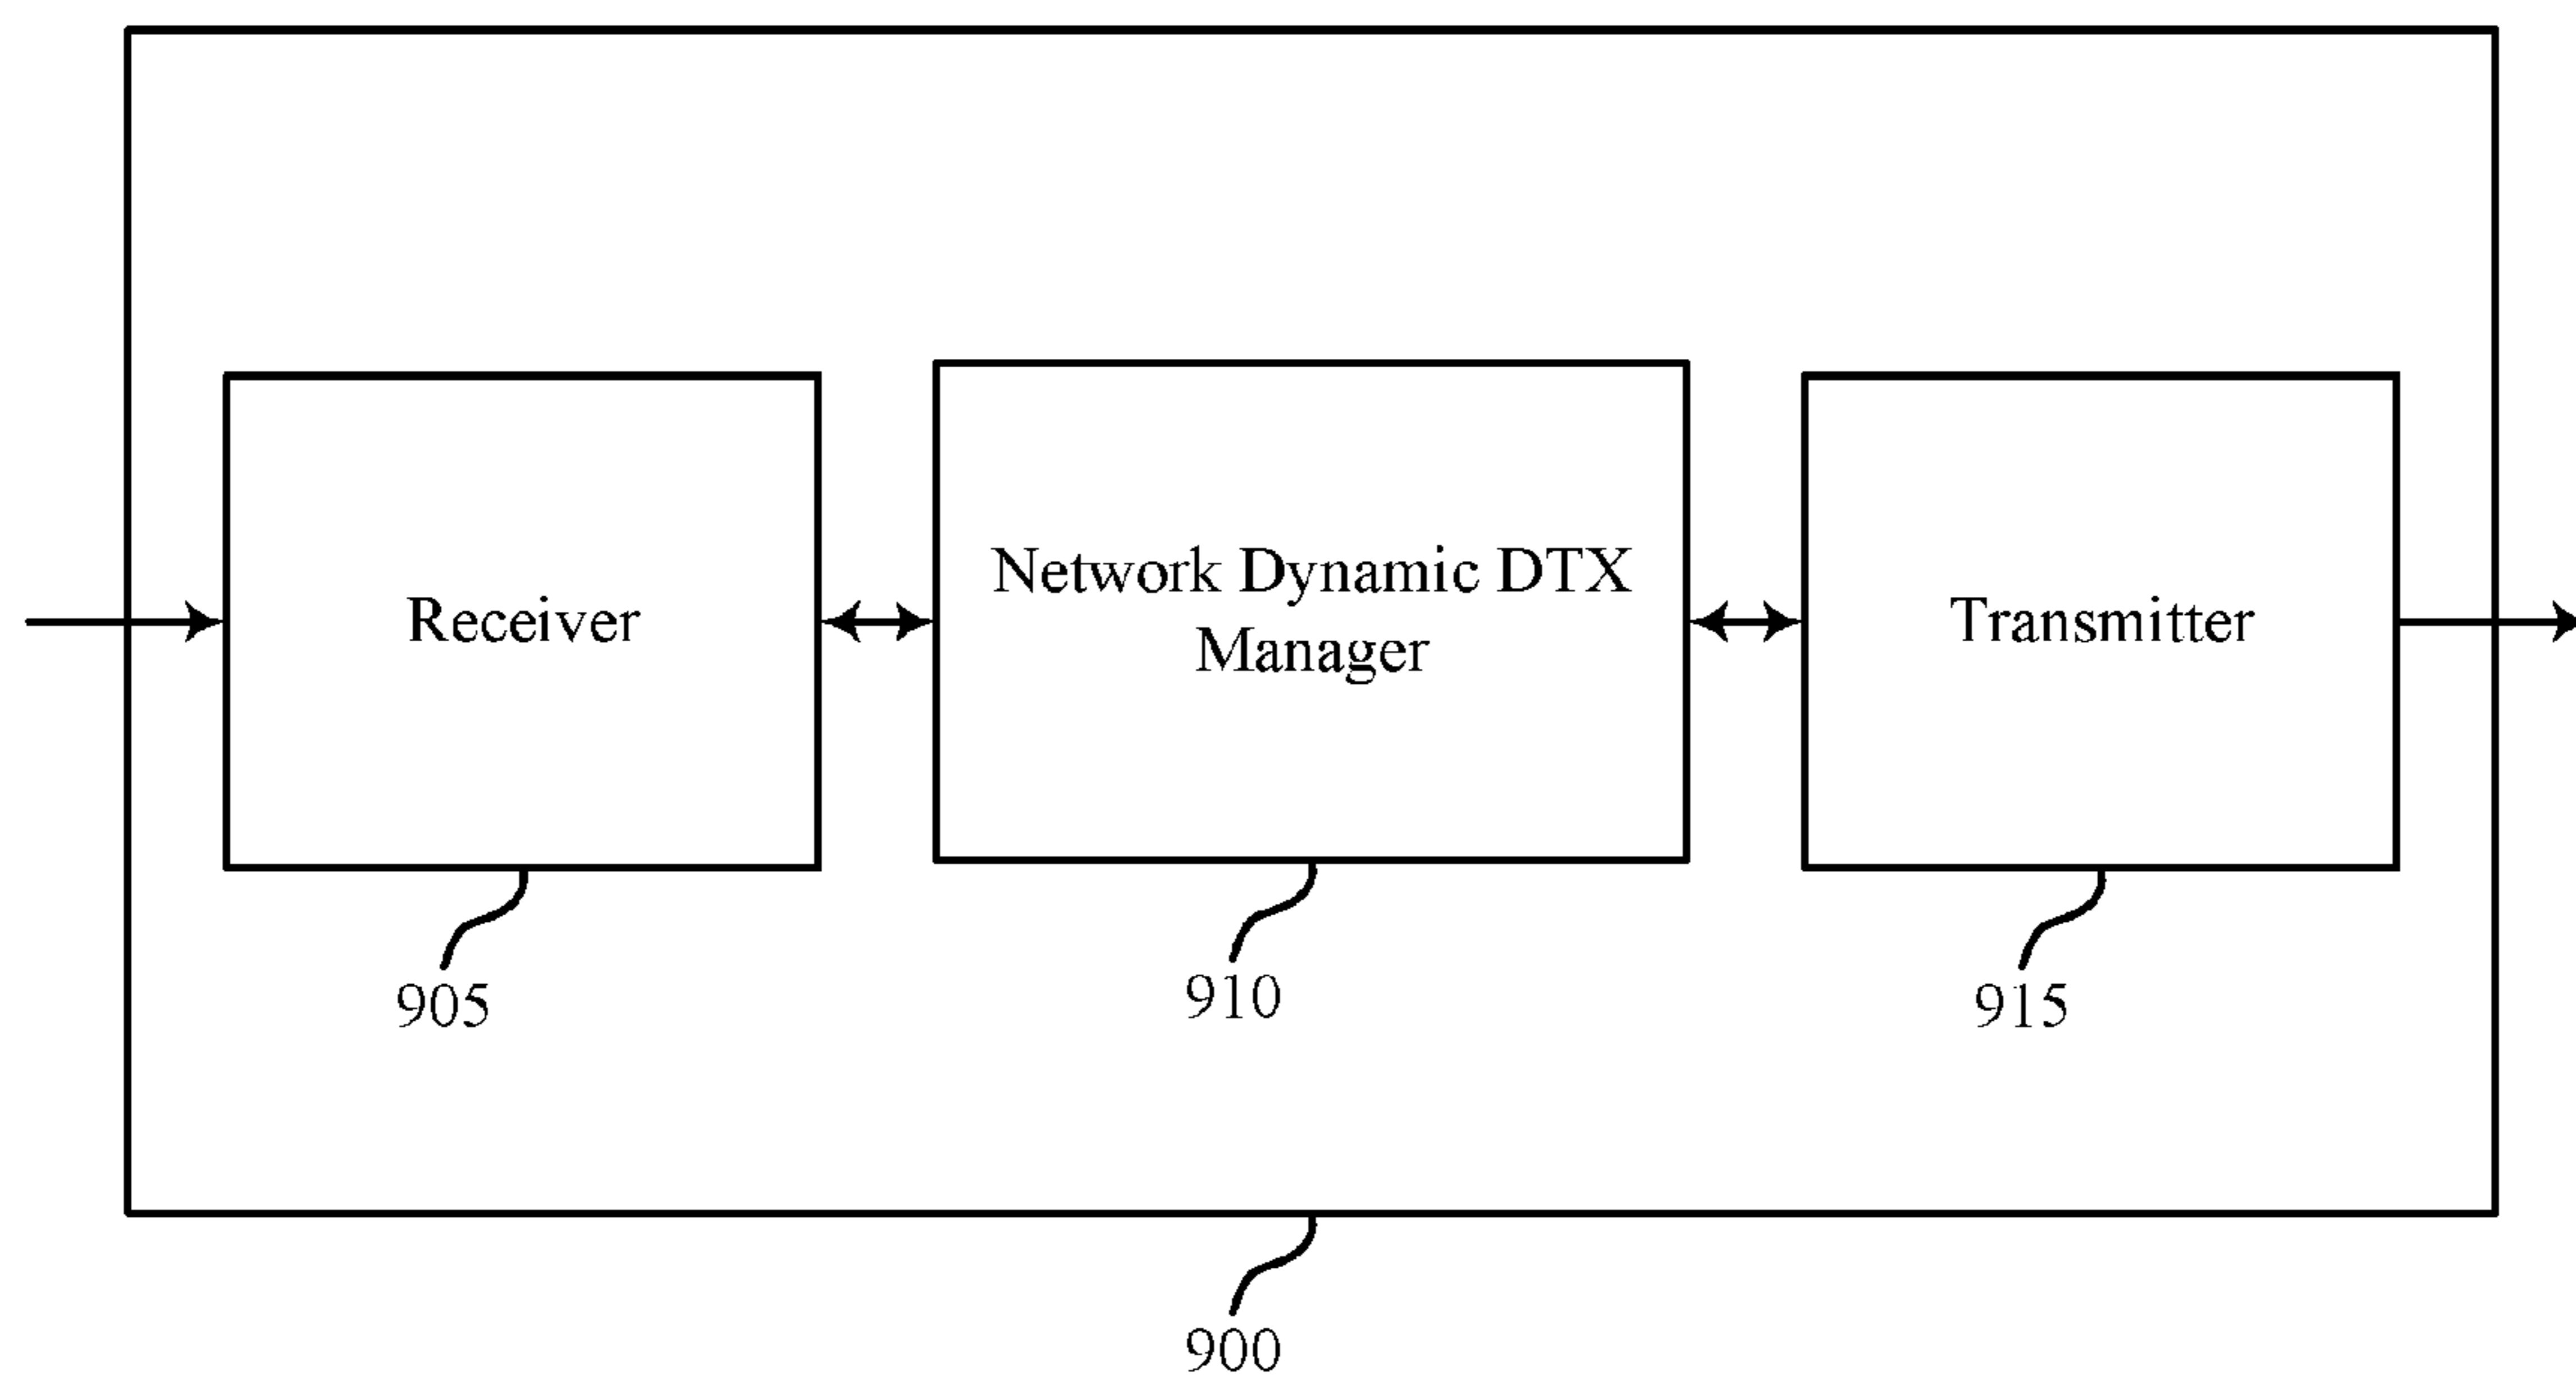 Receiver
Network Dynamic DTX
Manager
Transmitter
905
910
915
900